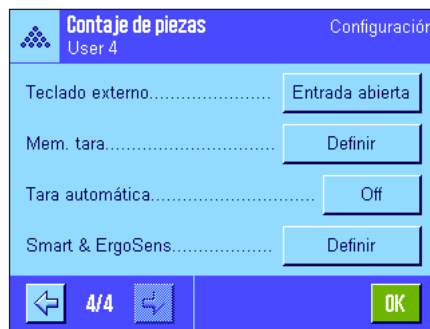 Contaje de piezas
Configuración
User 4
Teclado externo...................... Entrada abierta
Mem. tara............................... Definir
Tara automática.............................. Off
Smart & ErgoSens.................. Definir
4/4
OK